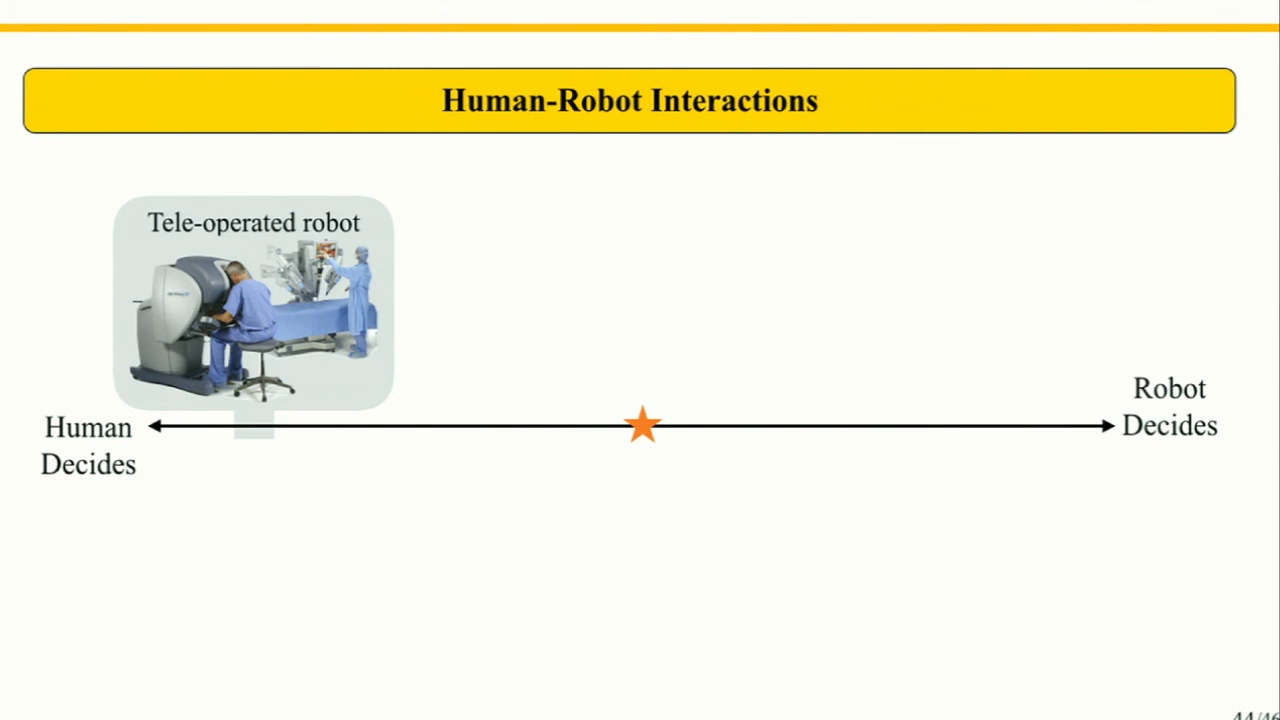 Human-Robot Interactions
Tele-operated robot
Human
Decides
Robot
Decides